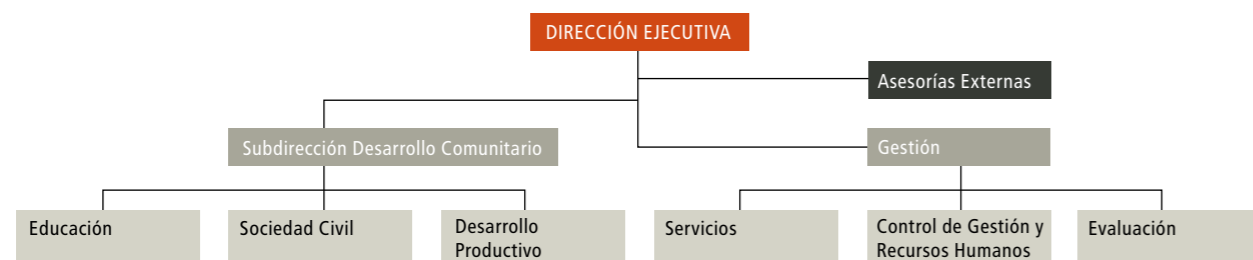 DIRECCIÓN EJECUTIVA
Asesorías Externas
Subdirección Desarrollo Comunitario
Gestión
Educación
Sociedad Civil
Desarrollo
Productivo
Servicios
Control de Gestión y
Recursos Humanos
Evaluación